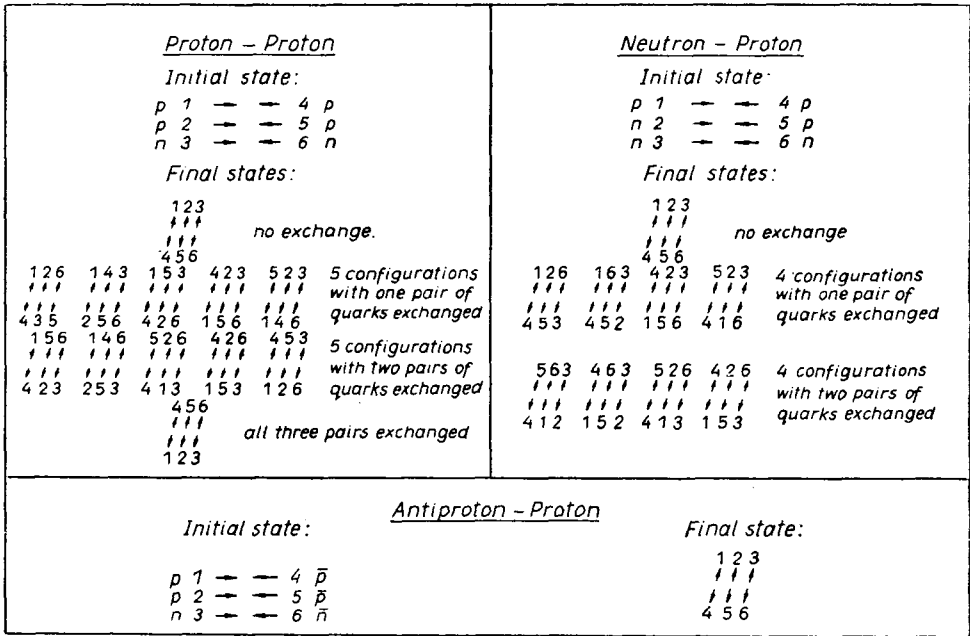 Proton – Proton
Initial state:
p 1 → ← 4 p
p 2 → ← 5 p
n 3 → ← 6 n
Final states:
123
no exchange.
456
126 143 153 423 523
5 configurations
with one pair of
quarks exchanged
435 256 426 156 146
156 146 526 426 453
5 configurations
with two pairs of
quarks exchanged
423 253 413 153 126
456
all three pairs exchanged
123
Neutron – Proton
Initial state
p 1 → ← 4 p
n 2 → ← 5 p
n 3 → ← 6 n
Final states:
123
no exchange
456
126 163 423 523
4 configurations
with one pair of
quarks exchanged
453 452 156 416
563 463 526 426
4 configurations
with two pairs of
quarks exchanged
412 152 413 153
Antiproton – Proton
Initial state:
p 1 → ← 4 p̄
p 2 → ← 5 p̄
n 3 → ← 6 n̄
Final state:
123
456